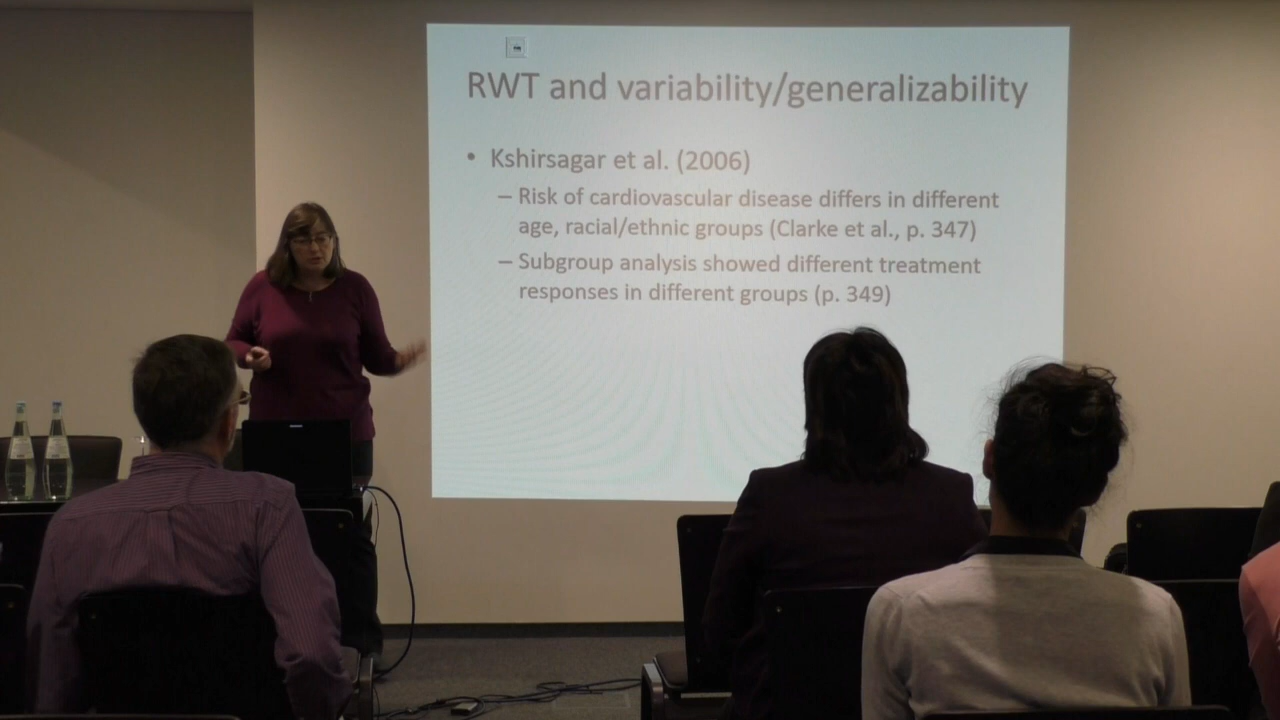 RWT and variability/generalizability
• Kshirsagar et al. (2006)
– Risk of cardiovascular disease differs in different
age, racial/ethnic groups (Clarke et al., p. 347)
– Subgroup analysis showed different treatment
responses in different groups (p. 349)